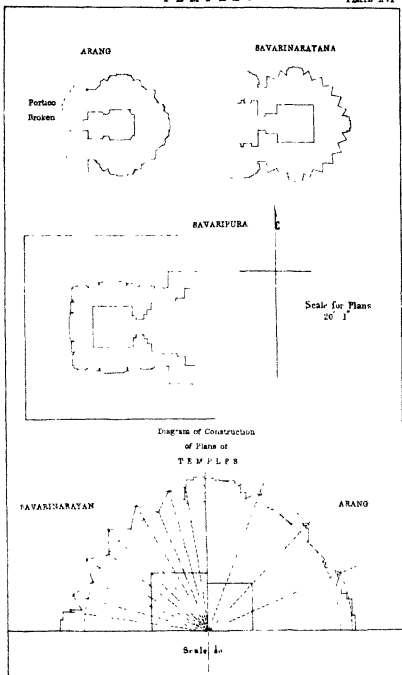 ARANG
SAVARINARAYANA
Portico
Broken
SAVARIPURA
Scale for Plans
20' 1"
Diagram of Construction
of Plans of
TEMPLES
SAVARINARAYAN
ARANG
Scale